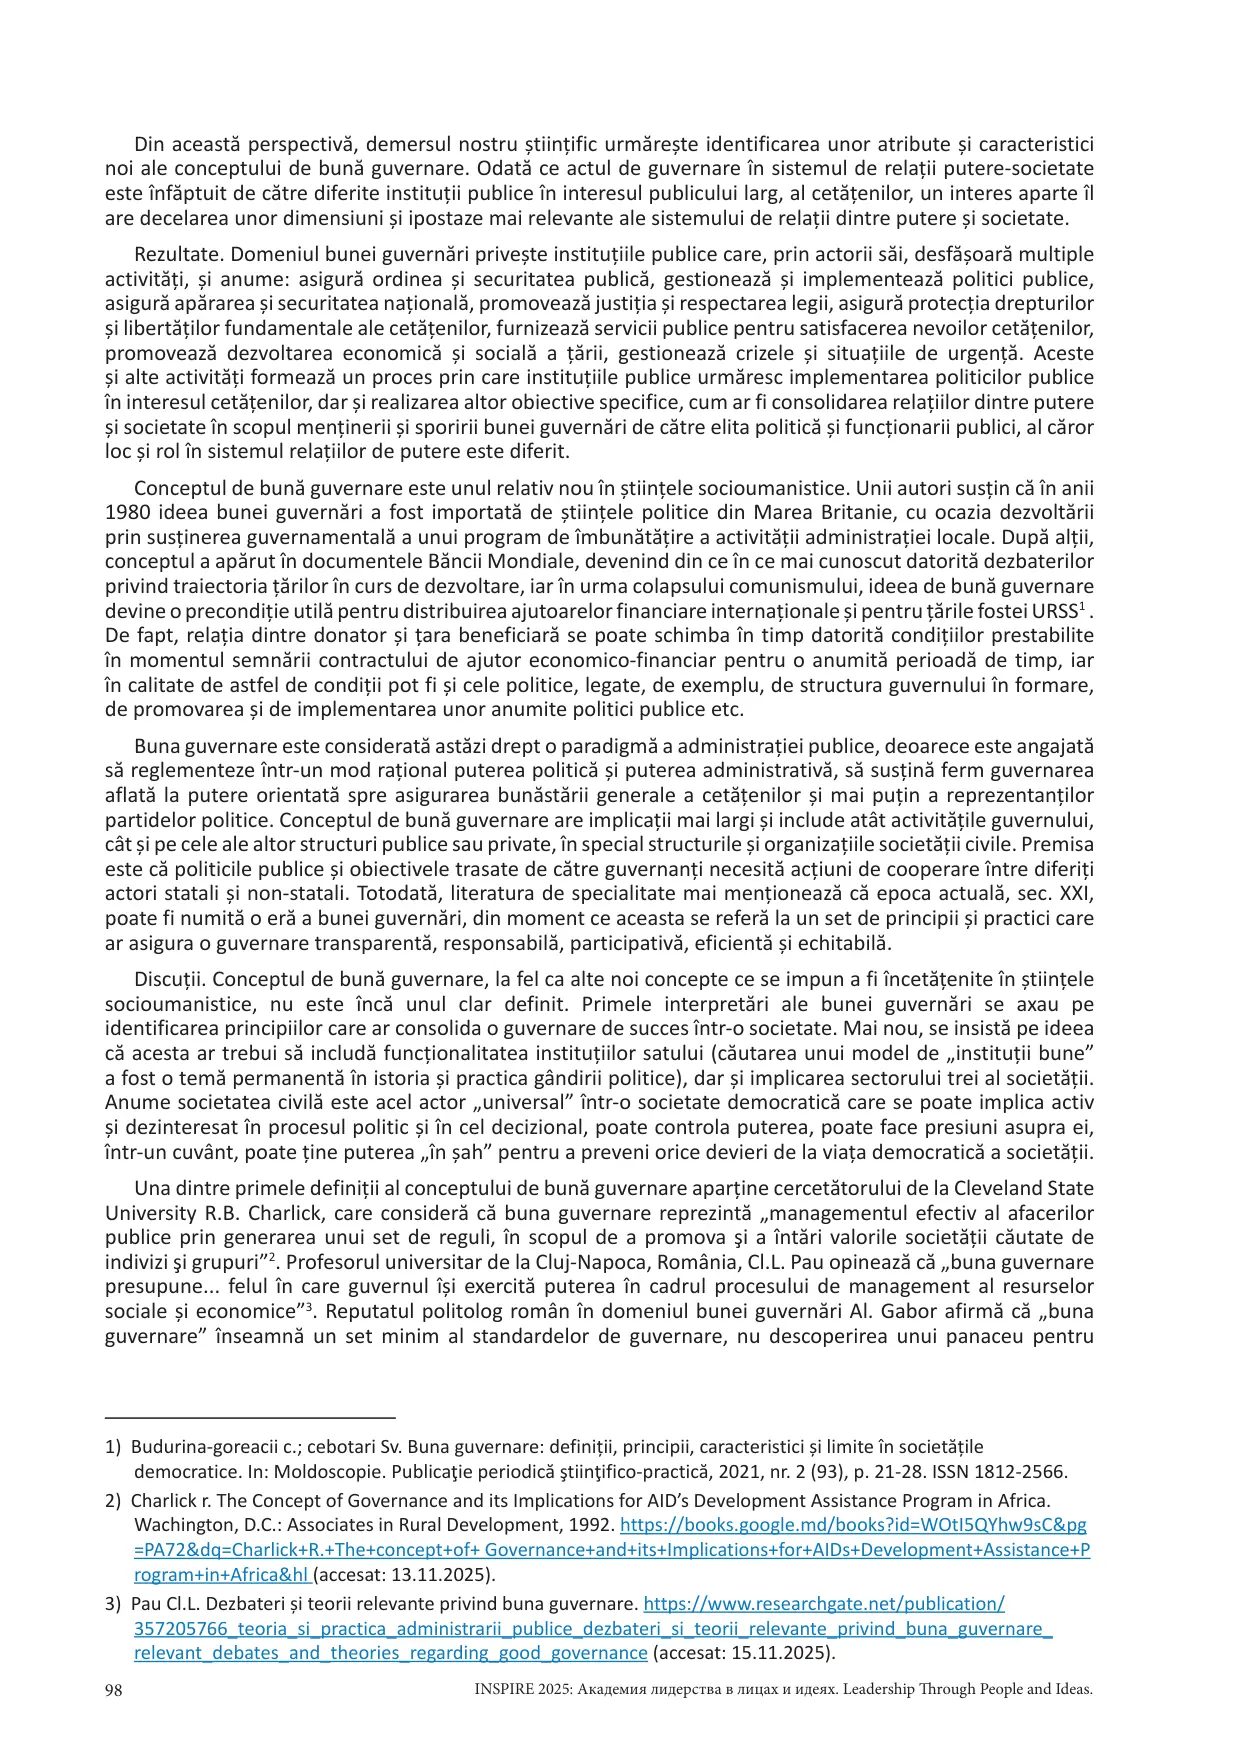 Din această perspectivă, demersul nostru științific urmărește identificarea unor atribute și caracteristici
noi ale conceptului de bună guvernare. Odată ce actul de guvernare în sistemul de relații putere-societate
este înfăptuit de către diferite instituții publice în interesul publicului larg, al cetățenilor, un interes aparte îl
are decelarea unor dimensiuni și ipostaze mai relevante ale sistemului de relații dintre putere și societate.
Rezultate. Domeniul bunei guvernări privește instituțiile publice care, prin actorii săi, desfășoară multiple
activități, și anume: asigură ordinea și securitatea publică, gestionează și implementează politici publice,
asigură apărarea și securitatea națională, promovează justiția și respectarea legii, asigură protecția drepturilor
și libertăților fundamentale ale cetățenilor, furnizează servicii publice pentru satisfacerea nevoilor cetățenilor,
promovează dezvoltarea economică și socială a țării, gestionează crizele și situațiile de urgență. Aceste
și alte activități formează un proces prin care instituțiile publice urmăresc implementarea politicilor publice
în interesul cetățenilor, dar și realizarea altor obiective specifice, cum ar fi consolidarea relațiilor dintre putere
și societate în scopul menținerii și sporirii bunei guvernări de către elita politică și funcționarii publici, al căror
loc și rol în sistemul relațiilor de putere este diferit.
Conceptul de bună guvernare este unul relativ nou în științele socioumanistice. Unii autori susțin că în anii
1980 ideea bunei guvernări a fost importată de științele politice din Marea Britanie, cu ocazia dezvoltării
prin susținerea guvernamentală a unui program de îmbunătățire a activității administrației locale. După alții,
conceptul a apărut în documentele Băncii Mondiale, devenind din ce în ce mai cunoscut datorită dezbaterilor
privind traiectoria țărilor în curs de dezvoltare, iar în urma colapsului comunismului, ideea de bună guvernare
devine o precondiție utilă pentru distribuirea ajutoarelor financiare internaționale și pentru țările fostei URSS¹ .
De fapt, relația dintre donator și țara beneficiară se poate schimba în timp datorită condițiilor prestabilite
în momentul semnării contractului de ajutor economico-financiar pentru o anumită perioadă de timp, iar
în calitate de astfel de condiții pot fi și cele politice, legate, de exemplu, de structura guvernului în formare,
de promovarea și de implementarea unor anumite politici publice etc.
Buna guvernare este considerată astăzi drept o paradigmă a administrației publice, deoarece este angajată
să reglementeze într-un mod rațional puterea politică și puterea administrativă, să susțină ferm guvernarea
aflată la putere orientată spre asigurarea bunăstării generale a cetățenilor și mai puțin a reprezentanților
partidelor politice. Conceptul de bună guvernare are implicații mai largi și include atât activitățile guvernului,
cât și pe cele ale altor structuri publice sau private, în special structurile și organizațiile societății civile. Premisa
este că politicile publice și obiectivele trasate de către guvernanți necesită acțiuni de cooperare între diferiți
actori statali și non-statali. Totodată, literatura de specialitate mai menționează că epoca actuală, sec. XXI,
poate fi numită o eră a bunei guvernări, din moment ce aceasta se referă la un set de principii și practici care
ar asigura o guvernare transparentă, responsabilă, participativă, eficientă și echitabilă.
Discuții. Conceptul de bună guvernare, la fel ca alte noi concepte ce se impun a fi încetățenite în științele
socioumanistice, nu este încă unul clar definit. Primele interpretări ale bunei guvernări se axau pe
identificarea principiilor care ar consolida o guvernare de succes într-o societate. Mai nou, se insistă pe ideea
că acesta ar trebui să includă funcționalitatea instituțiilor satului (căutarea unui model de „instituții bune”
a fost o temă permanentă în istoria și practica gândirii politice), dar și implicarea sectorului trei al societății.
Anume societatea civilă este acel actor „universal” într-o societate democratică care se poate implica activ
și dezinteresat în procesul politic și în cel decizional, poate controla puterea, poate face presiuni asupra ei,
într-un cuvânt, poate ține puterea „în șah” pentru a preveni orice devieri de la viața democratică a societății.
Una dintre primele definiții al conceptului de bună guvernare aparține cercetătorului de la Cleveland State
University R.B. Charlick, care consideră că buna guvernare reprezintă „managementul efectiv al afacerilor
publice prin generarea unui set de reguli, în scopul de a promova şi a întări valorile societății căutate de
indivizi şi grupuri”². Profesorul universitar de la Cluj-Napoca, România, Cl.L. Pau opinează că „buna guvernare
presupune... felul în care guvernul își exercită puterea în cadrul procesului de management al resurselor
sociale și economice”³. Reputatul politolog român în domeniul bunei guvernări Al. Gabor afirmă că „buna
guvernare” înseamnă un set minim al standardelor de guvernare, nu descoperirea unui panaceu pentru
1) Budurina-goreacii c.; cebotari Sv. Buna guvernare: definiții, principii, caracteristici și limite în societățile
democratice. In: Moldoscopie. Publicaţie periodică ştiinţifico-practică, 2021, nr. 2 (93), p. 21-28. ISSN 1812-2566.
2) Charlick r. The Concept of Governance and its Implications for AID’s Development Assistance Program in Africa.
Wachington, D.C.: Associates in Rural Development, 1992. https://books.google.md/books?id=WOtI5QYhw9sC&pg
=PA72&dq=Charlick+R.+The+concept+of+ Governance+and+its+Implications+for+AIDs+Development+Assistance+P
rogram+in+Africa&hl (accesat: 13.11.2025).
3) Pau Cl.L. Dezbateri și teorii relevante privind buna guvernare. https://www.researchgate.net/publication/
357205766_teoria_si_practica_administrarii_publice_dezbateri_si_teorii_relevante_privind_buna_guvernare_
relevant_debates_and_theories_regarding_good_governance (accesat: 15.11.2025).
98 INSPIRE 2025: Академия лидерства в лицах и идеях. Leadership Through People and Ideas.